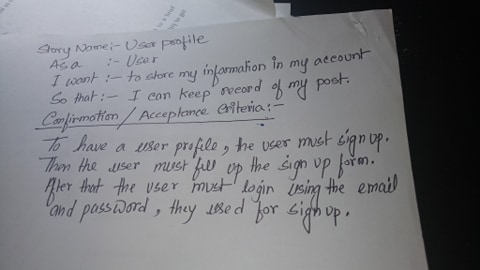 Story Name:- User profile
As a :- User
I want :- to store my information in my account
So that :- I can keep record of my post.
Confirmation / Acceptance Criteria:-
To have a user profile, the user must sign up.
Then the user must fill up the sign up form.
After that the user must login using the email
and password, they used for sign up.